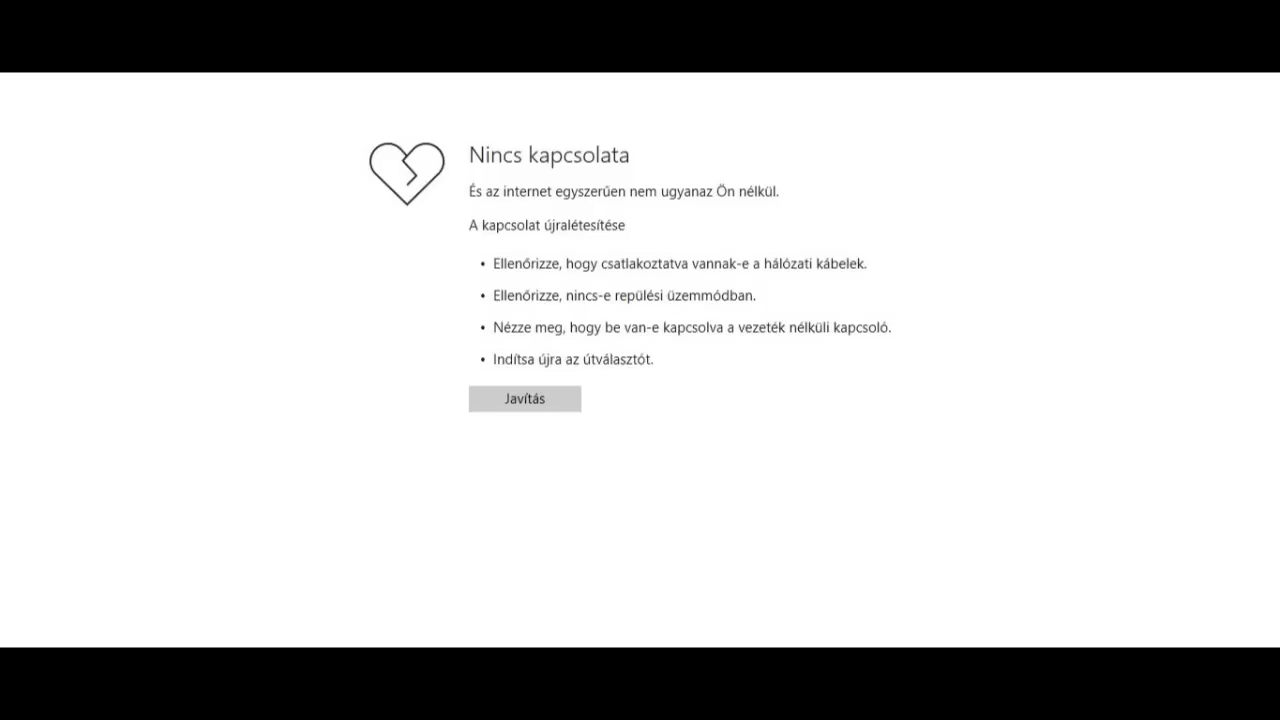 Nincs kapcsolata
És az internet egyszerűen nem ugyanaz Ön nélkül.
A kapcsolat újralétesítése
• Ellenőrizze, hogy csatlakoztatva vannak-e a hálózati kábelek.
• Ellenőrizze, nincs-e repülési üzemmódban.
• Nézze meg, hogy be van-e kapcsolva a vezeték nélküli kapcsoló.
• Indítsa újra az útválasztót.
Javítás